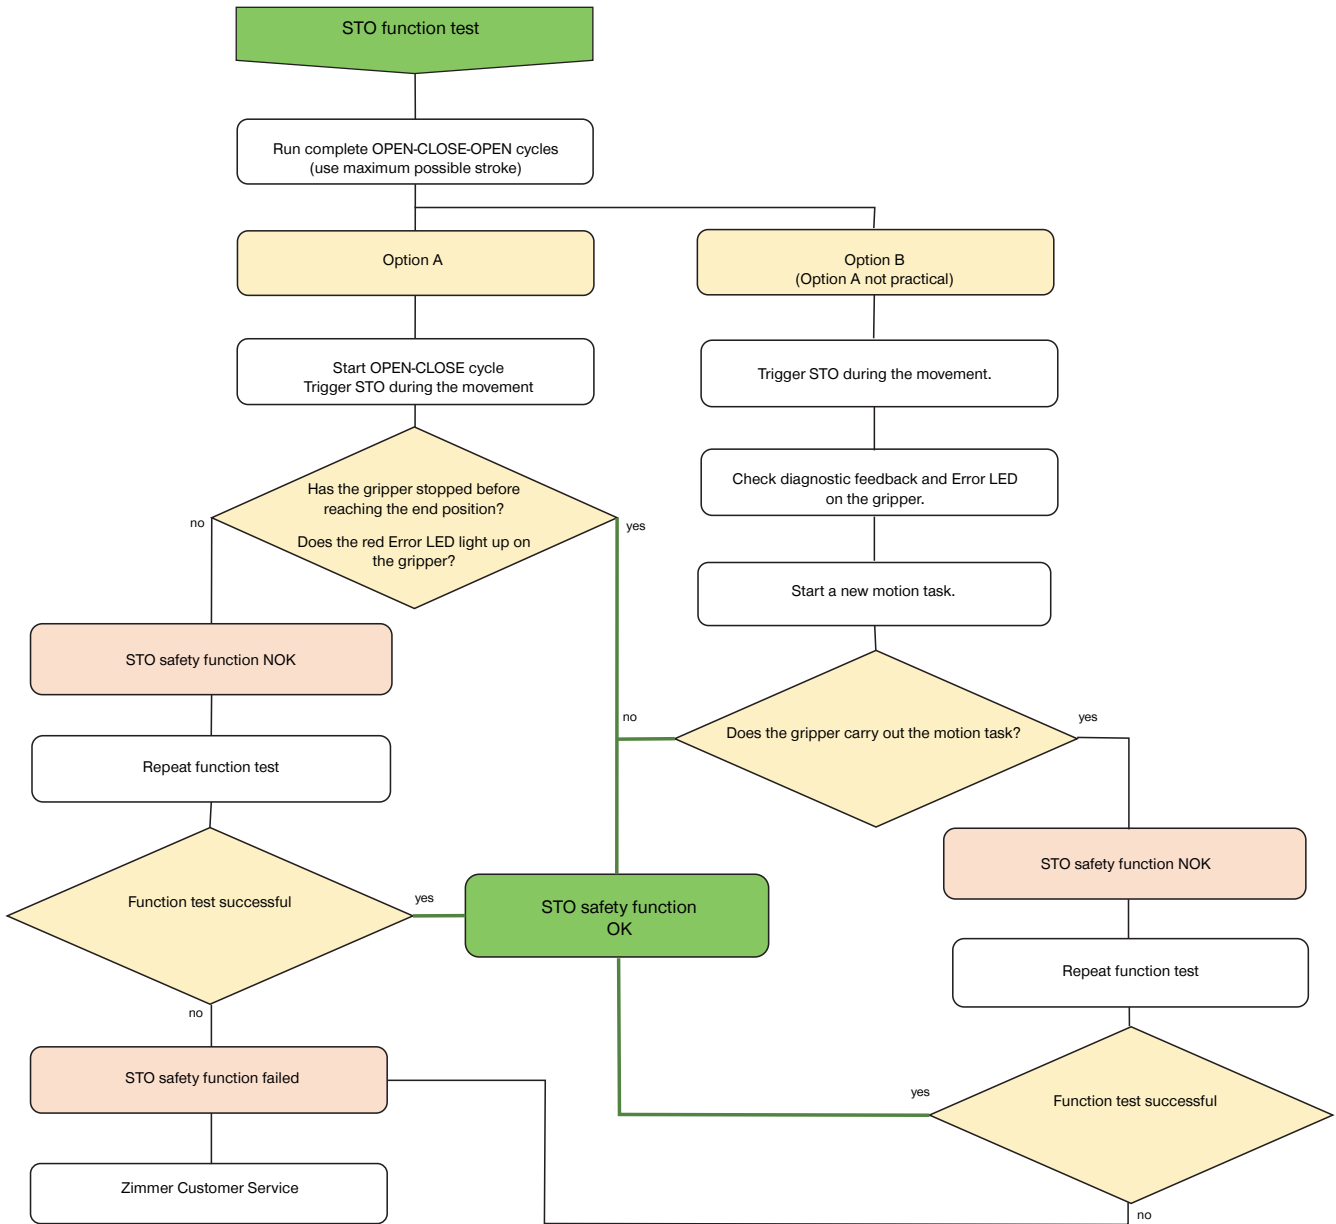 STO function test
Run complete OPEN-CLOSE-OPEN cycles
(use maximum possible stroke)
Option A
Option B
(Option A not practical)
Start OPEN-CLOSE cycle
Trigger STO during the movement
Trigger STO during the movement.
Check diagnostic feedback and Error LED
on the gripper.
Has the gripper stopped before
reaching the end position?
Does the red Error LED light up on
the gripper?
no
yes
Start a new motion task.
STO safety function NOK
Repeat function test
no
Does the gripper carry out the motion task?
yes
Function test successful
yes
STO safety function
OK
STO safety function NOK
Repeat function test
no
STO safety function failed
yes
Function test successful
Zimmer Customer Service
no